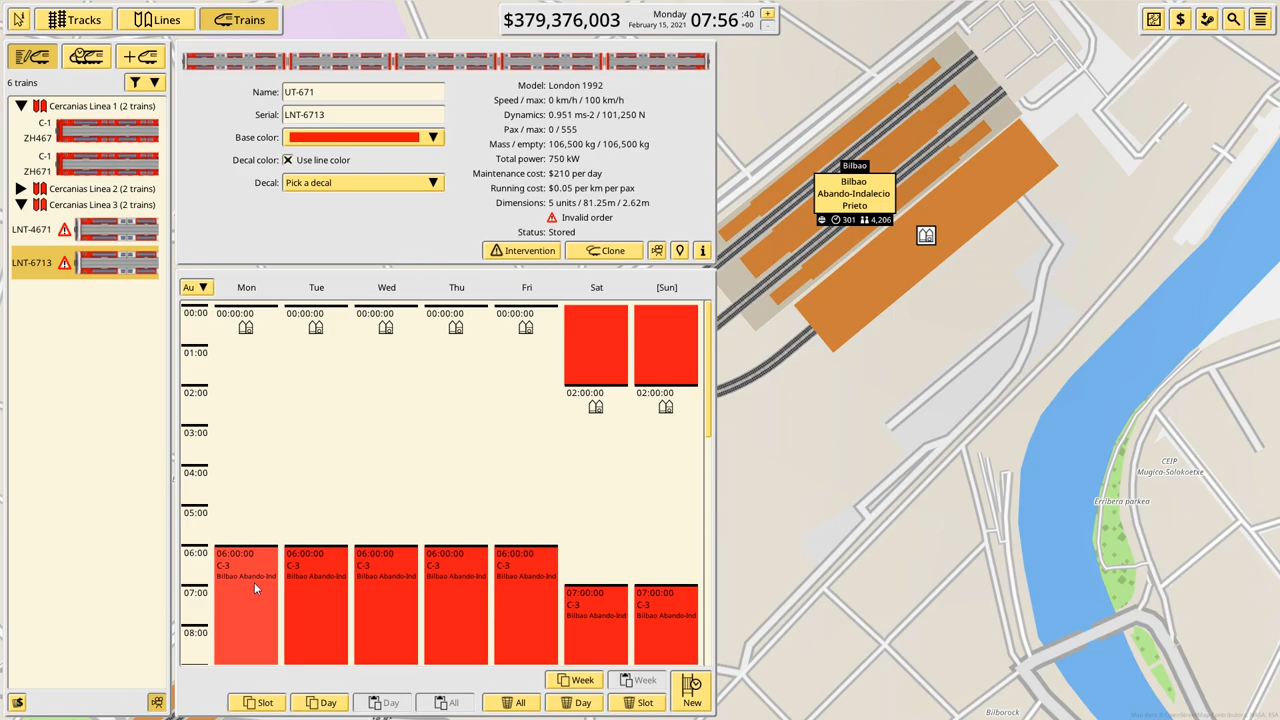 Tracks
Lines
Trains
$379,376,003
Monday
February 15, 2021
07:56
:40
+00
+
-
6 trains
Cercanias Linea 1 (2 trains)
C-1
ZH467
C-1
ZH671
Cercanias Linea 2 (2 trains)
Cercanias Linea 3 (2 trains)
LNT-4671
LNT-6713
Name: UT-671
Serial: LNT-6713
Base color:
Decal color: Use line color
Decal: Pick a decal
Model: London 1992
Speed / max: 0 km/h / 100 km/h
Dynamics: 0.951 ms-2 / 101,250 N
Pax / max: 0 / 555
Mass / empty: 106,500 kg / 106,500 kg
Total power: 750 kW
Maintenance cost: $210 per day
Running cost: $0.05 per km per pax
Dimensions: 5 units / 81.25m / 2.62m
Invalid order
Status: Stored
Intervention
Clone
Au
Mon
Tue
Wed
Thu
Fri
Sat
[Sun]
00:00
00:00:00
00:00:00
00:00:00
00:00:00
00:00:00
01:00
02:00
02:00:00
02:00:00
03:00
04:00
05:00
06:00
06:00:00
C-3
Bilbao Abando-Ind
06:00:00
C-3
Bilbao Abando-Ind
06:00:00
C-3
Bilbao Abando-Ind
06:00:00
C-3
Bilbao Abando-Ind
06:00:00
C-3
Bilbao Abando-Ind
07:00
07:00:00
C-3
Bilbao Abando-Ind
07:00:00
C-3
Bilbao Abando-Ind
08:00
Week
Week
Slot
Day
Day
All
All
Day
Slot
New
Bilbao
Bilbao
Abando-Indalecio
Prieto
301
4,206
CEIP
Mugica-Solokoetxe
Erribera parkea
Bilborock